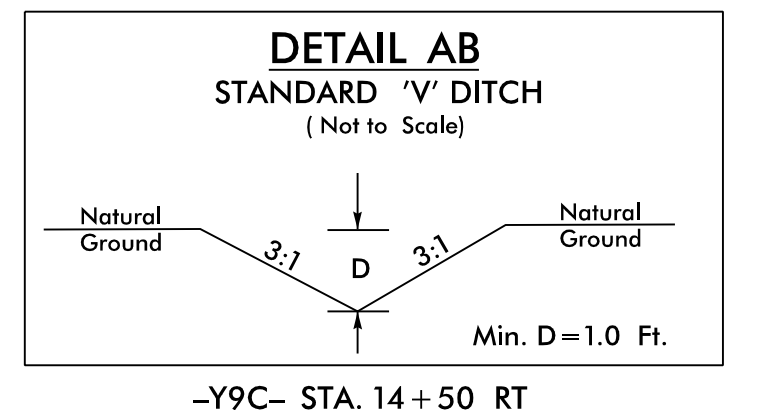 DETAIL AB
STANDARD 'V' DITCH
( Not to Scale)
Natural
Ground
3:1
D
3:1
Natural
Ground
Min. D=1.0 Ft.
–Y9C– STA. 14+50 RT